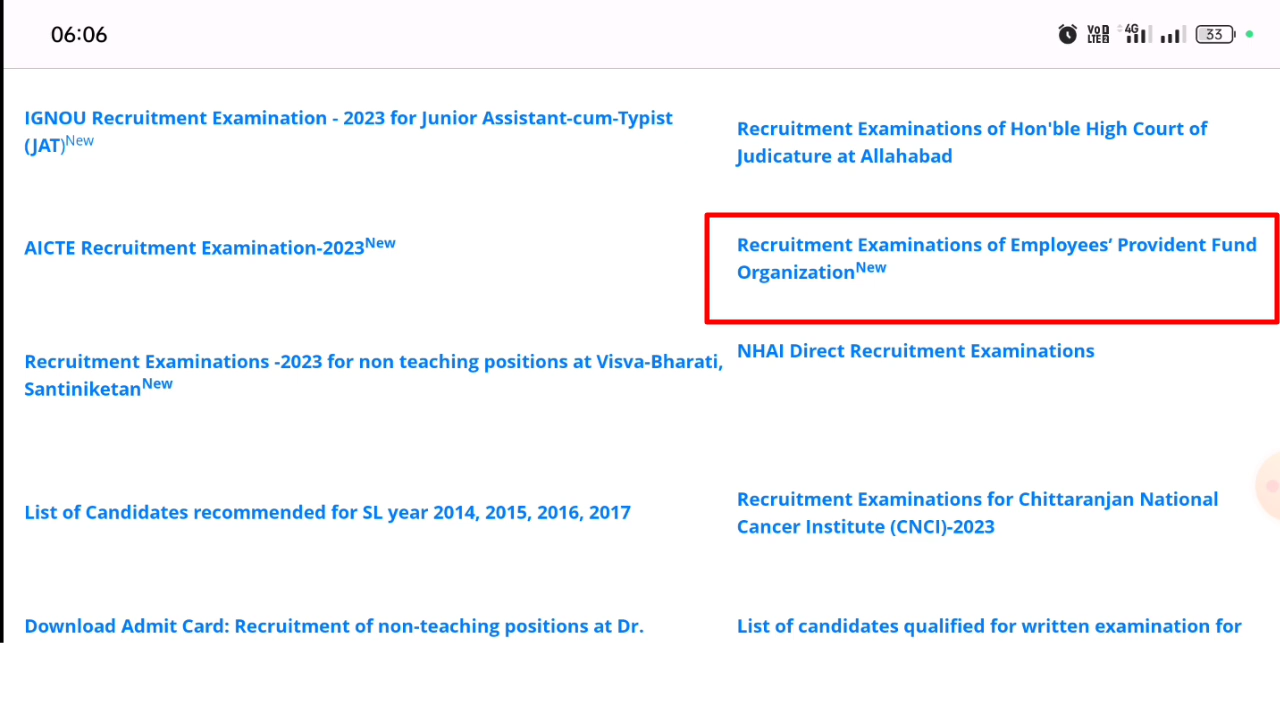 06:06
VoD
LTE2
4G
33
IGNOU Recruitment Examination - 2023 for Junior Assistant-cum-Typist
(JAT)New
Recruitment Examinations of Hon'ble High Court of
Judicature at Allahabad
AICTE Recruitment Examination-2023New
Recruitment Examinations of Employees’ Provident Fund
OrganizationNew
Recruitment Examinations -2023 for non teaching positions at Visva-Bharati,
SantiniketanNew
NHAI Direct Recruitment Examinations
List of Candidates recommended for SL year 2014, 2015, 2016, 2017
Recruitment Examinations for Chittaranjan National
Cancer Institute (CNCI)-2023
Download Admit Card: Recruitment of non-teaching positions at Dr.
List of candidates qualified for written examination for